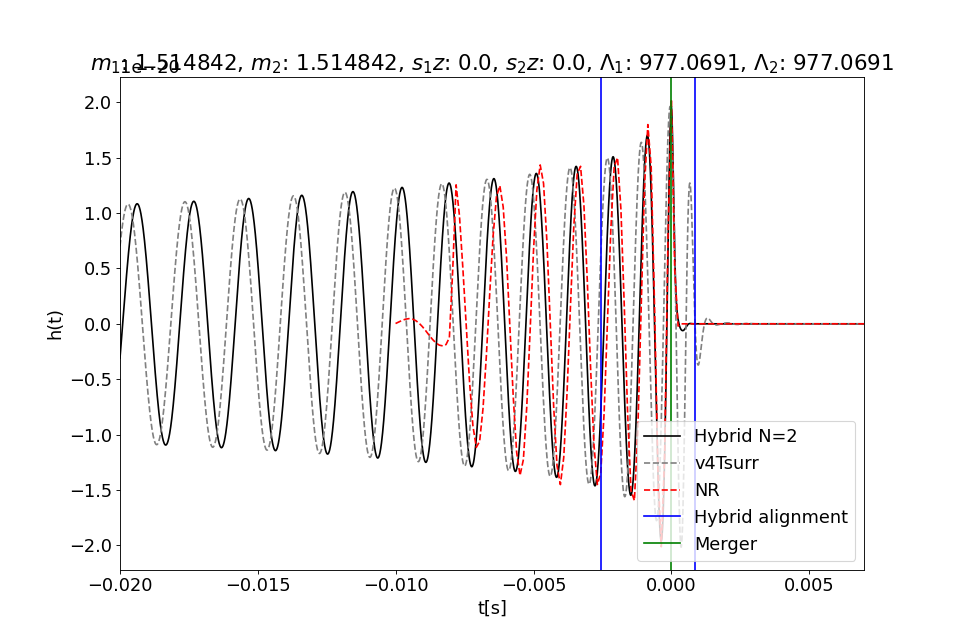 m₁: 1.514842, m₂: 1.514842, s₁z: 0.0, s₂z: 0.0, Λ₁: 977.0691, Λ₂: 977.0691
2.0
1.5
1.0
0.5
0.0
−0.5
−1.0
−1.5
−2.0
h(t)
Hybrid N=2
v4Tsurr
NR
Hybrid alignment
Merger
−0.020
−0.015
−0.010
−0.005
0.000
0.005
t[s]